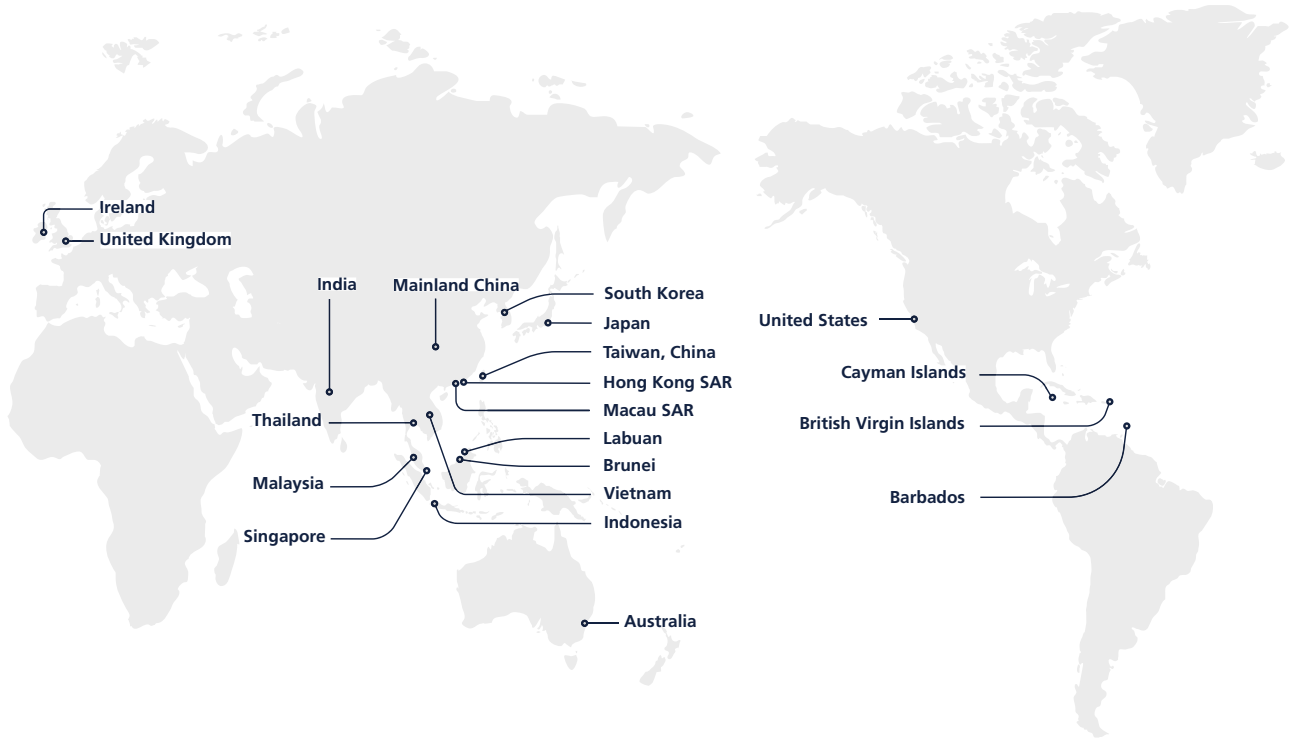 Ireland
United Kingdom
India
Mainland China
South Korea
Japan
Taiwan, China
Hong Kong SAR
Macau SAR
Thailand
Labuan
Brunei
Malaysia
Vietnam
Indonesia
Singapore
Australia
United States
Cayman Islands
British Virgin Islands
Barbados